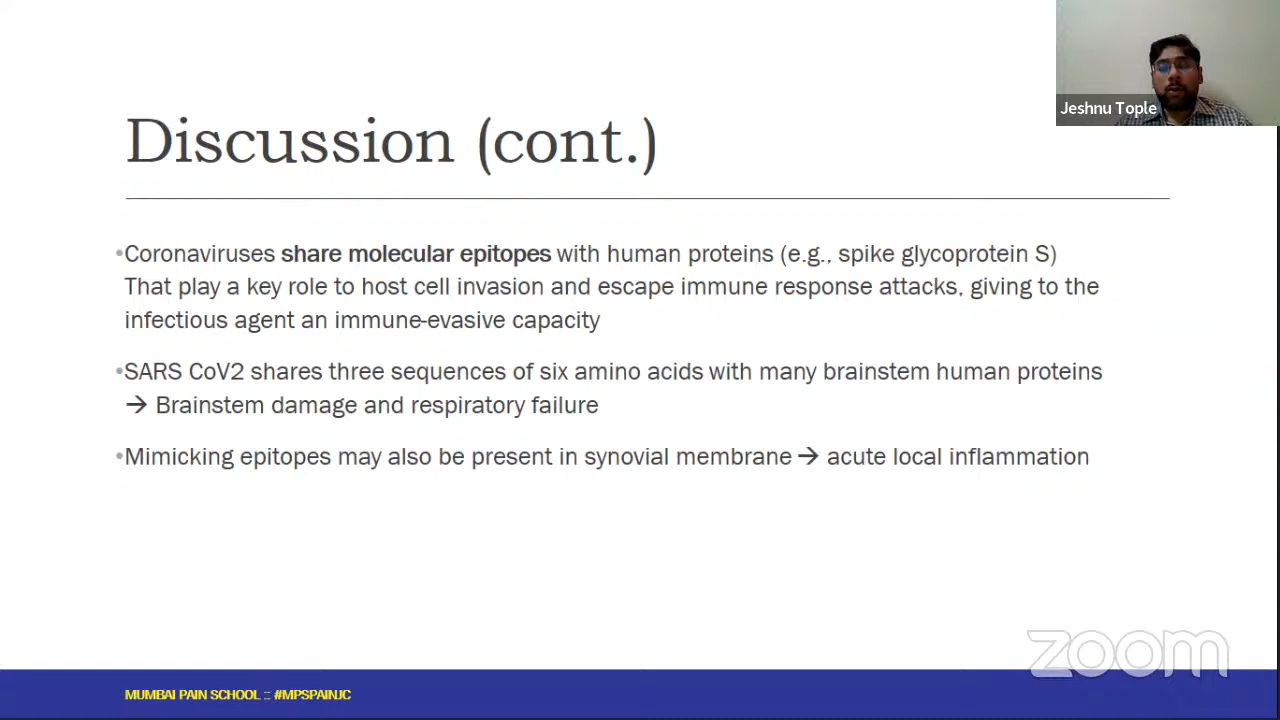 Jeshnu Tople
Discussion (cont.)
•Coronaviruses share molecular epitopes with human proteins (e.g., spike glycoprotein S)
That play a key role to host cell invasion and escape immune response attacks, giving to the
infectious agent an immune-evasive capacity
•SARS CoV2 shares three sequences of six amino acids with many brainstem human proteins
→ Brainstem damage and respiratory failure
•Mimicking epitopes may also be present in synovial membrane → acute local inflammation
zoom
MUMBAI PAIN SCHOOL :: #MPSPAINJC